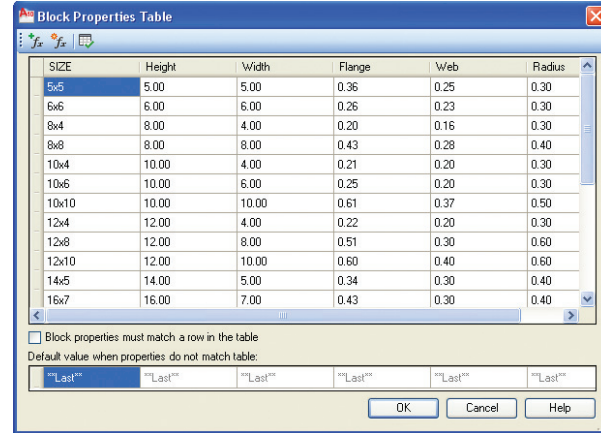 Block Properties Table
SIZE Height Width Flange Web Radius
5x5 5.00 5.00 0.36 0.25 0.30
6x6 6.00 6.00 0.26 0.23 0.30
8x4 8.00 4.00 0.20 0.16 0.30
8x8 8.00 8.00 0.43 0.28 0.40
10x4 10.00 4.00 0.21 0.20 0.30
10x6 10.00 6.00 0.25 0.20 0.30
10x10 10.00 10.00 0.61 0.37 0.50
12x4 12.00 4.00 0.22 0.20 0.30
12x8 12.00 8.00 0.51 0.30 0.60
12x10 12.00 10.00 0.60 0.40 0.60
14x5 14.00 5.00 0.34 0.30 0.40
16x7 16.00 7.00 0.43 0.30 0.40
Block properties must match a row in the table
Default value when properties do not match table:
**Last** **Last** **Last** **Last** **Last** **Last**
OK Cancel Help